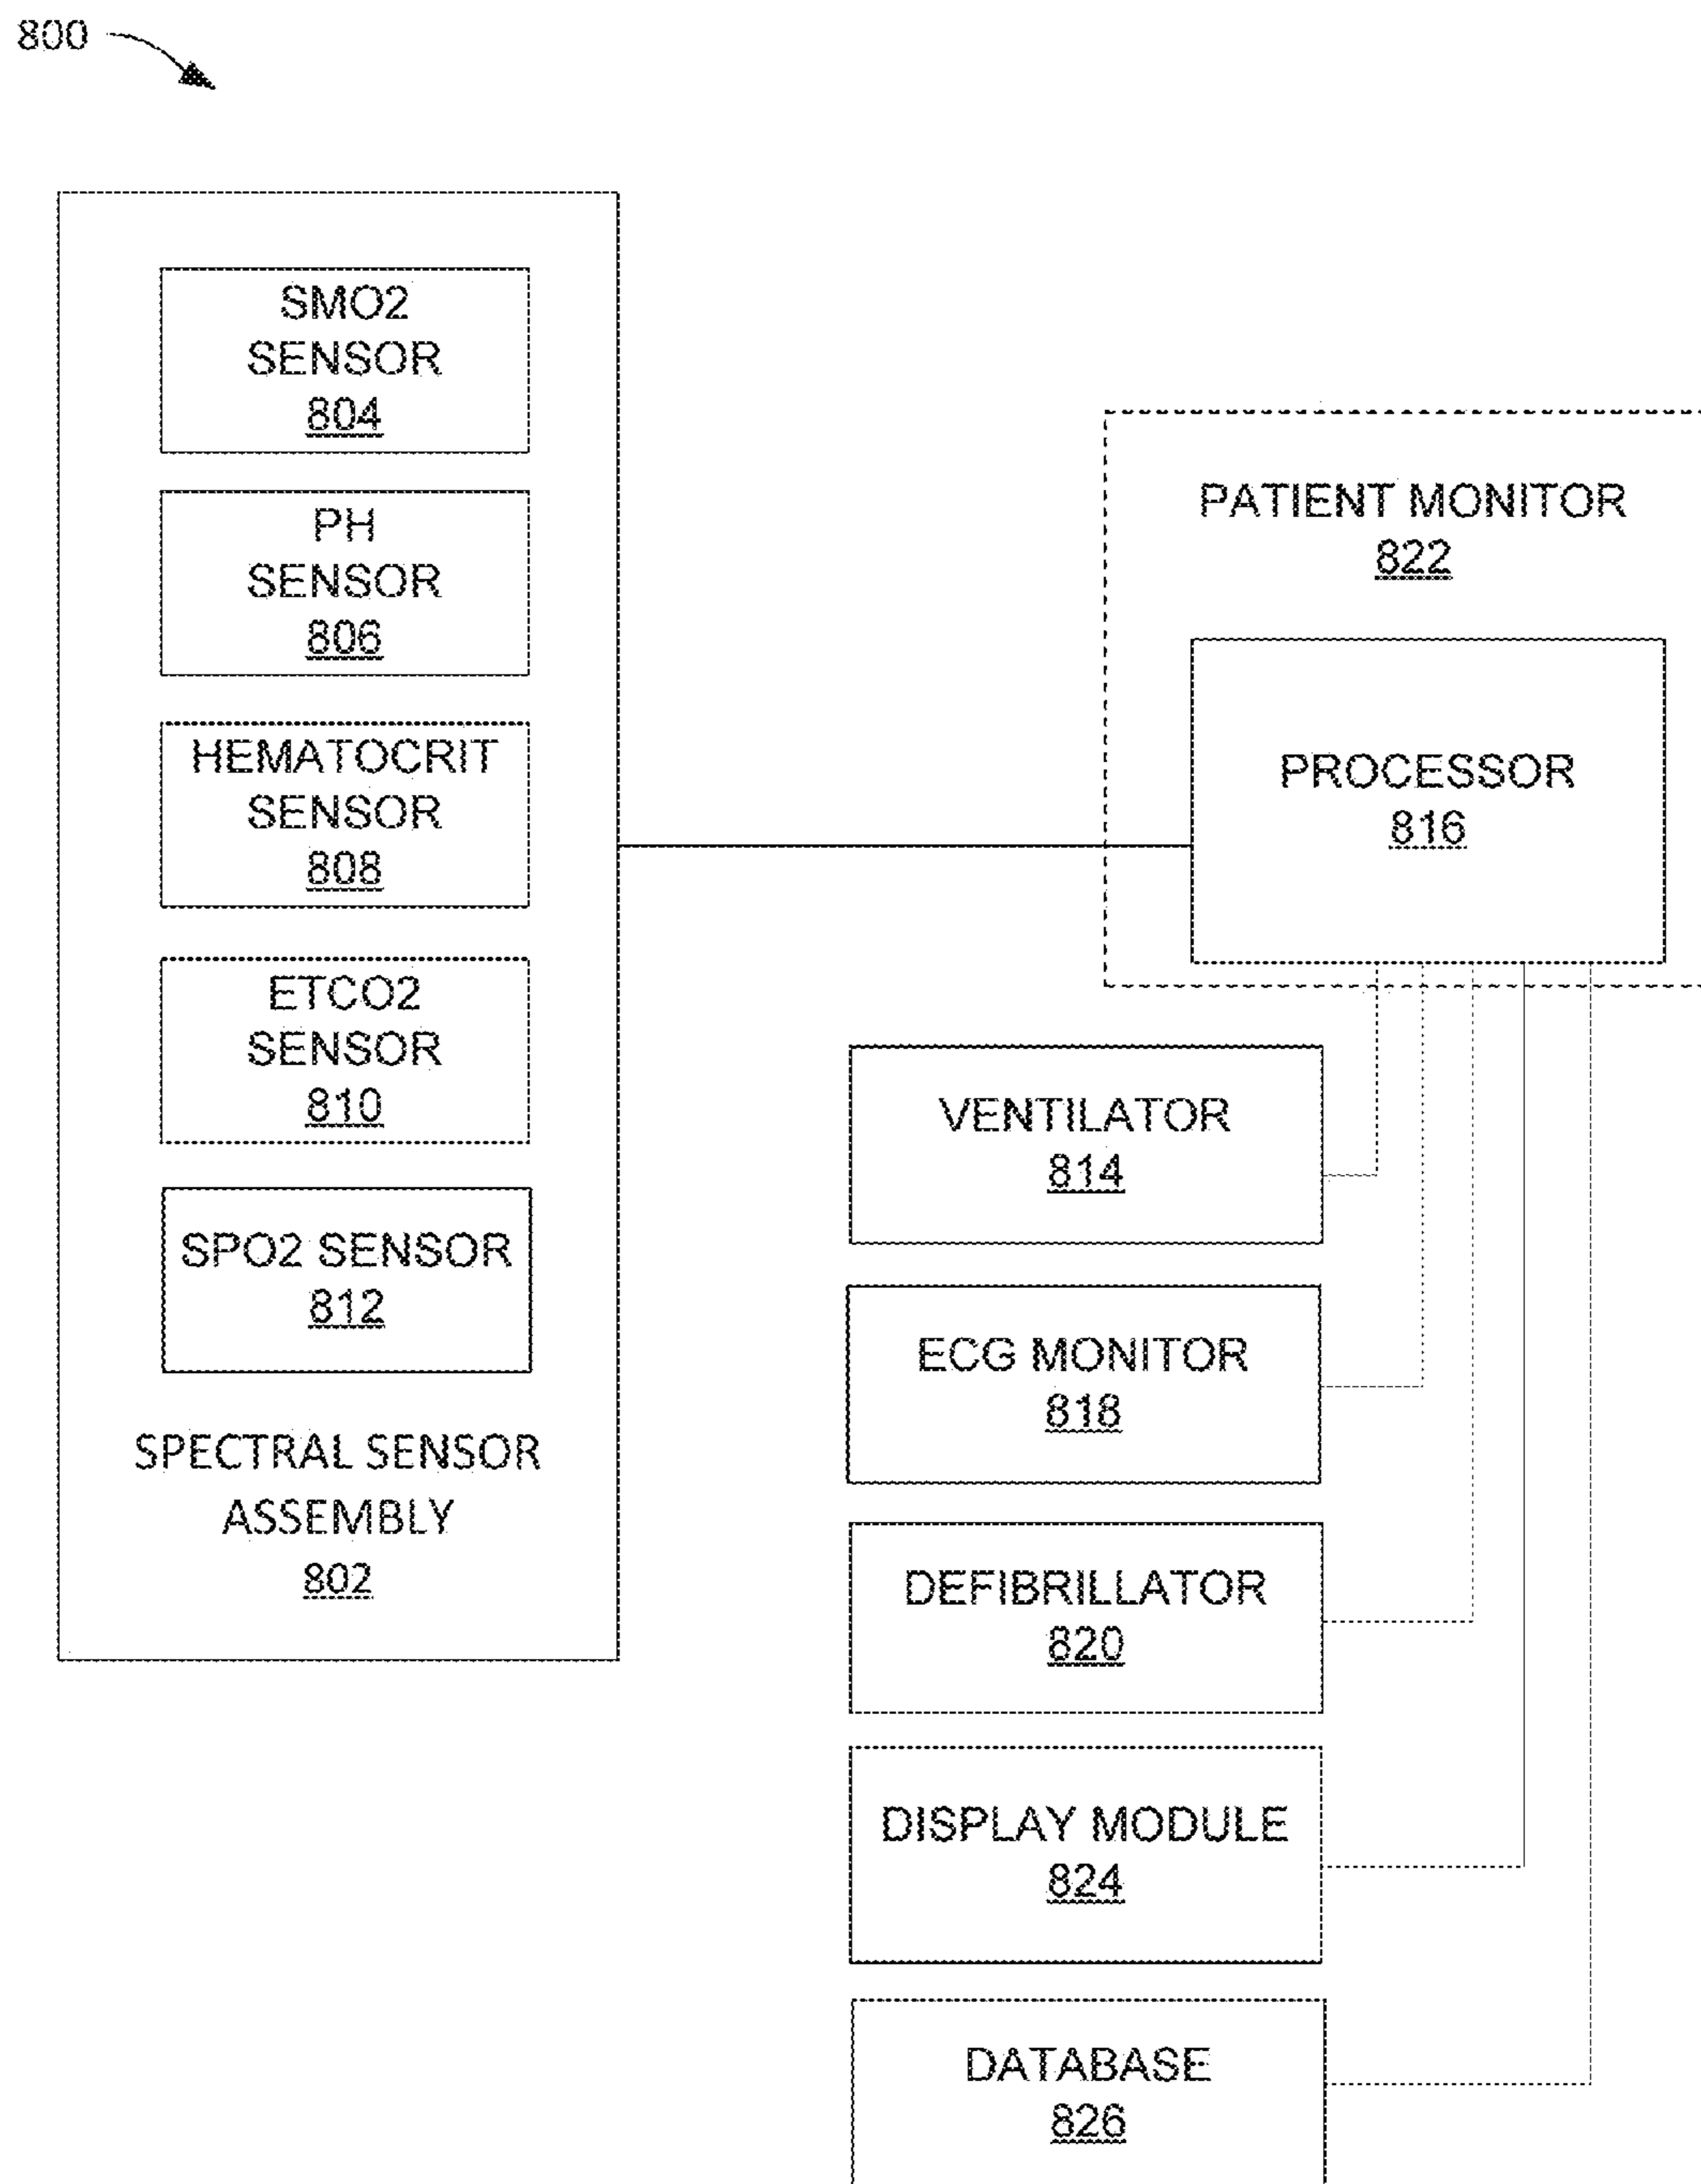 800
SMO2
SENSOR
804
PH
SENSOR
806
HEMATOCRIT
SENSOR
808
ETCO2
SENSOR
810
SPO2 SENSOR
812
SPECTRAL SENSOR
ASSEMBLY
802
PATIENT MONITOR
822
PROCESSOR
816
VENTILATOR
814
ECG MONITOR
818
DEFIBRILLATOR
820
DISPLAY MODULE
824
DATABASE
826